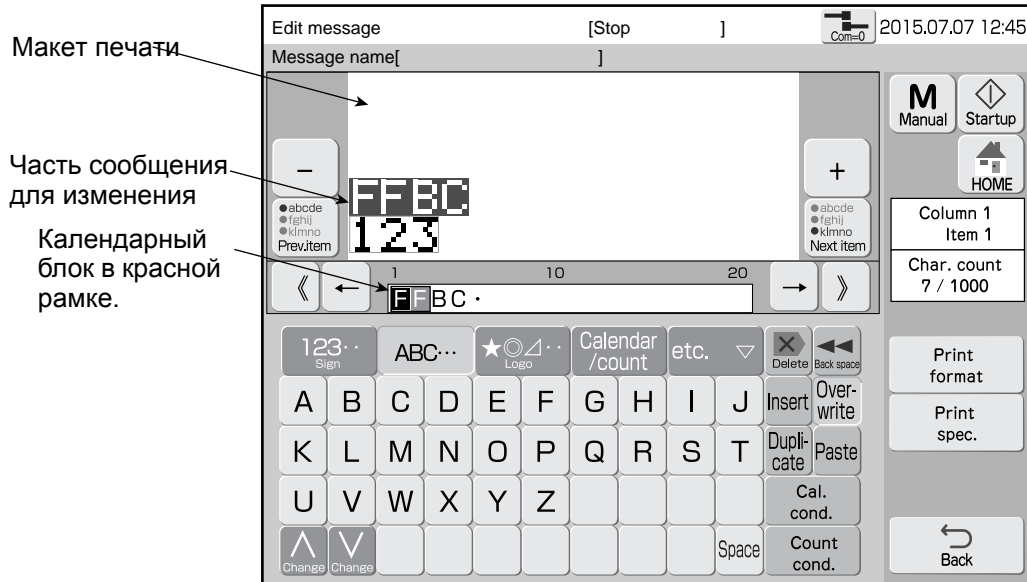 Макет печати
Часть сообщения
для изменения
Календарный
блок в красной
рамке.
Edit message [Stop ] Com=0 2015.07.07 12:45
Message name[ ]
M Manual
Startup
HOME
− +
FFBC
123
abcde
fghij
klmno
Prev.item
abcde
fghij
klmno
Next item
Column 1
Item 1
Char. count
7 / 1000
1 10 20
《 ← FFBC· → 》
123·· Sign ABC··· ★◎⊿·· Logo Calendar /count etc. ▽ Delete Back space
A B C D E F G H I J Insert Over-write
K L M N O P Q R S T Dupli-cate Paste
U V W X Y Z Cal. cond.
Change Change Space Count cond.
Print
format
Print
spec.
Back